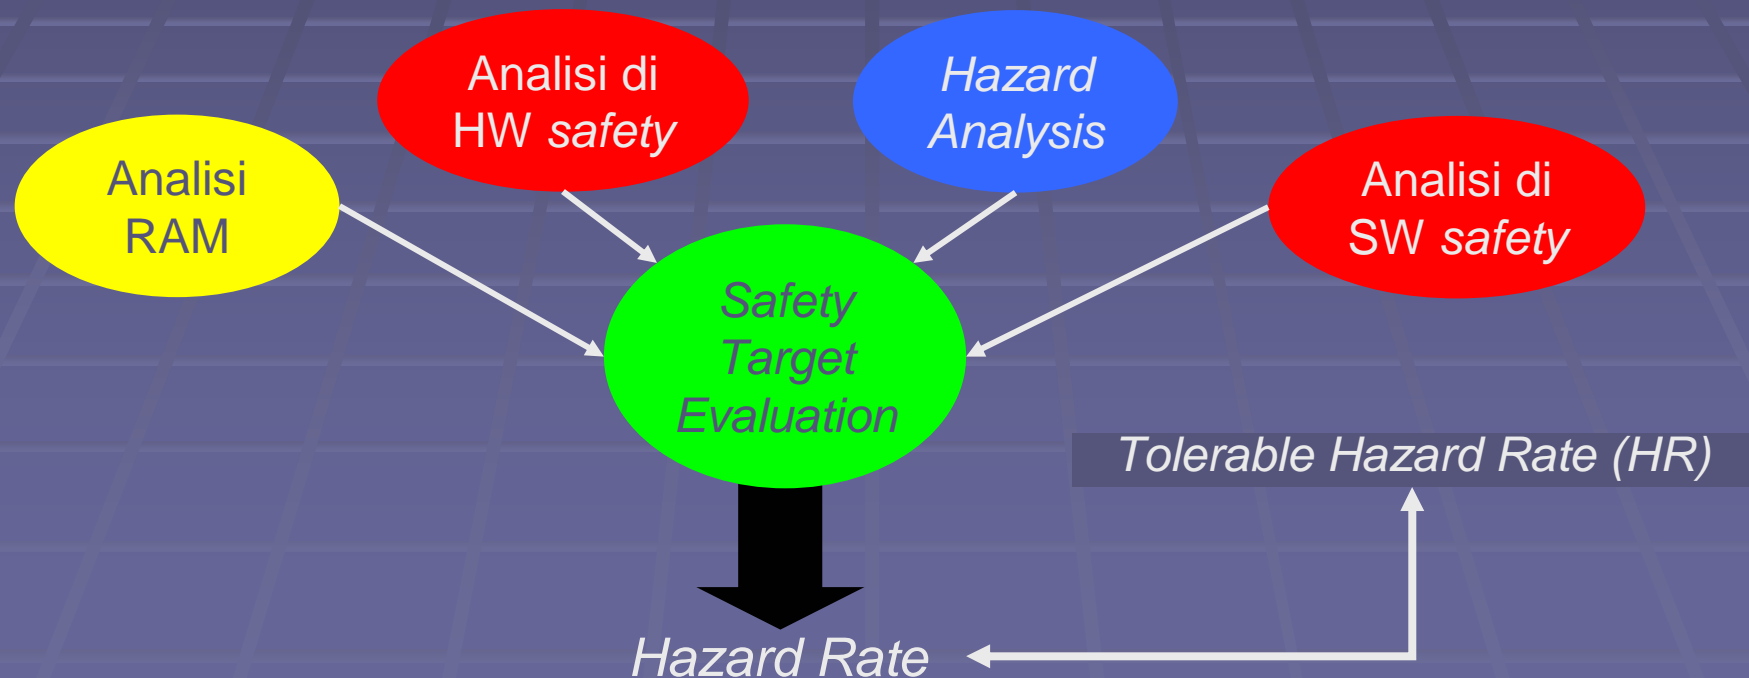 Analisi di
HW safety
Hazard
Analysis
Analisi
RAM
Analisi di
SW safety
Safety
Target
Evaluation
Tolerable Hazard Rate (HR)
Hazard Rate